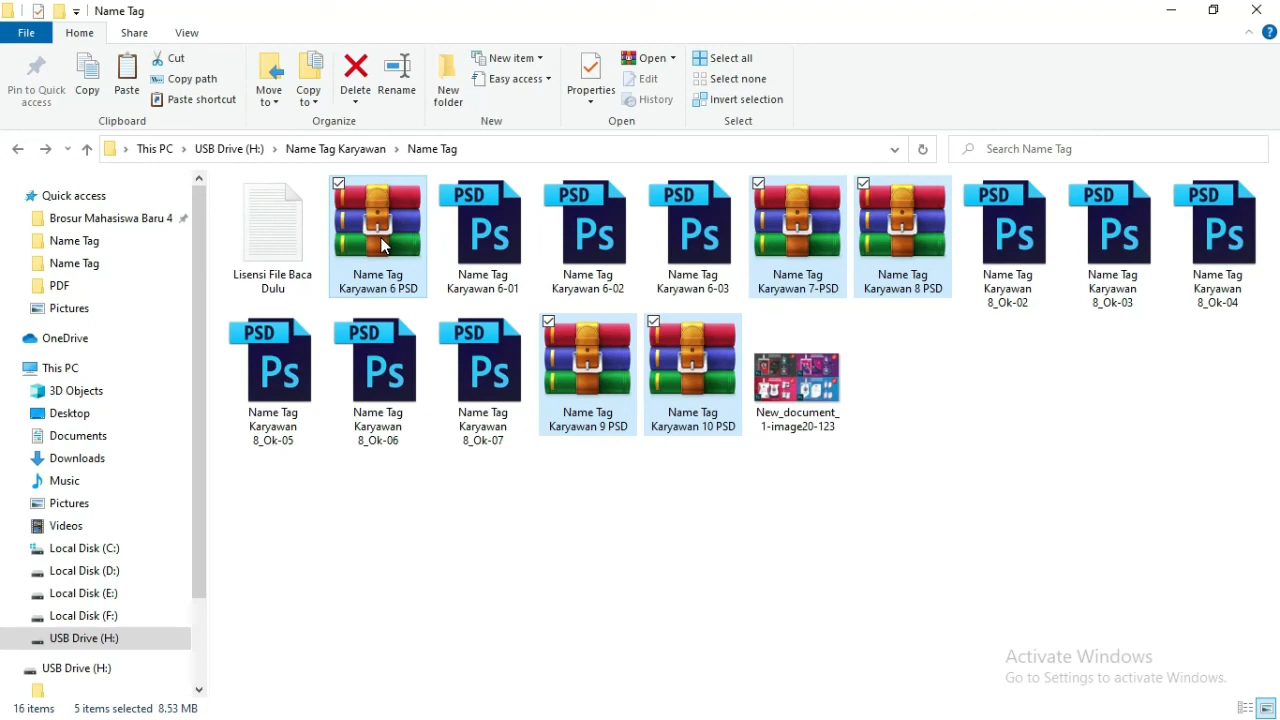 Name Tag
File
Home
Share
View
Pin to Quick
access
Copy
Paste
Cut
Copy path
Paste shortcut
Clipboard
Move
to
Copy
to
Delete
Rename
Organize
New
folder
New item
Easy access
New
Properties
Open
Edit
History
Open
Select all
Select none
Invert selection
Select
This PC > USB Drive (H:) > Name Tag Karyawan > Name Tag
Search Name Tag
Quick access
Brosur Mahasiswa Baru 4
Name Tag
Name Tag
PDF
Pictures
OneDrive
This PC
3D Objects
Desktop
Documents
Downloads
Music
Pictures
Videos
Local Disk (C:)
Local Disk (D:)
Local Disk (E:)
Local Disk (F:)
USB Drive (H:)
USB Drive (H:)
Lisensi File Baca
Dulu
Name Tag
Karyawan 6 PSD
PSD
Ps
Name Tag
Karyawan 6-01
PSD
Ps
Name Tag
Karyawan 6-02
PSD
Ps
Name Tag
Karyawan 6-03
Name Tag
Karyawan 7-PSD
Name Tag
Karyawan 8 PSD
PSD
Ps
Name Tag
Karyawan
8_Ok-02
PSD
Ps
Name Tag
Karyawan
8_Ok-03
PSD
Ps
Name Tag
Karyawan
8_Ok-04
PSD
Ps
Name Tag
Karyawan
8_Ok-05
PSD
Ps
Name Tag
Karyawan
8_Ok-06
PSD
Ps
Name Tag
Karyawan
8_Ok-07
Name Tag
Karyawan 9 PSD
Name Tag
Karyawan 10 PSD
New_document_
1-image20-123
Activate Windows
Go to Settings to activate Windows.
16 items 5 items selected 8.53 MB